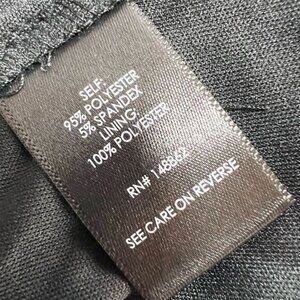 SELF:
95% POLYESTER
5% SPANDEX
LINING:
100% POLYESTER
RN# 148862
SEE CARE ON REVERSE